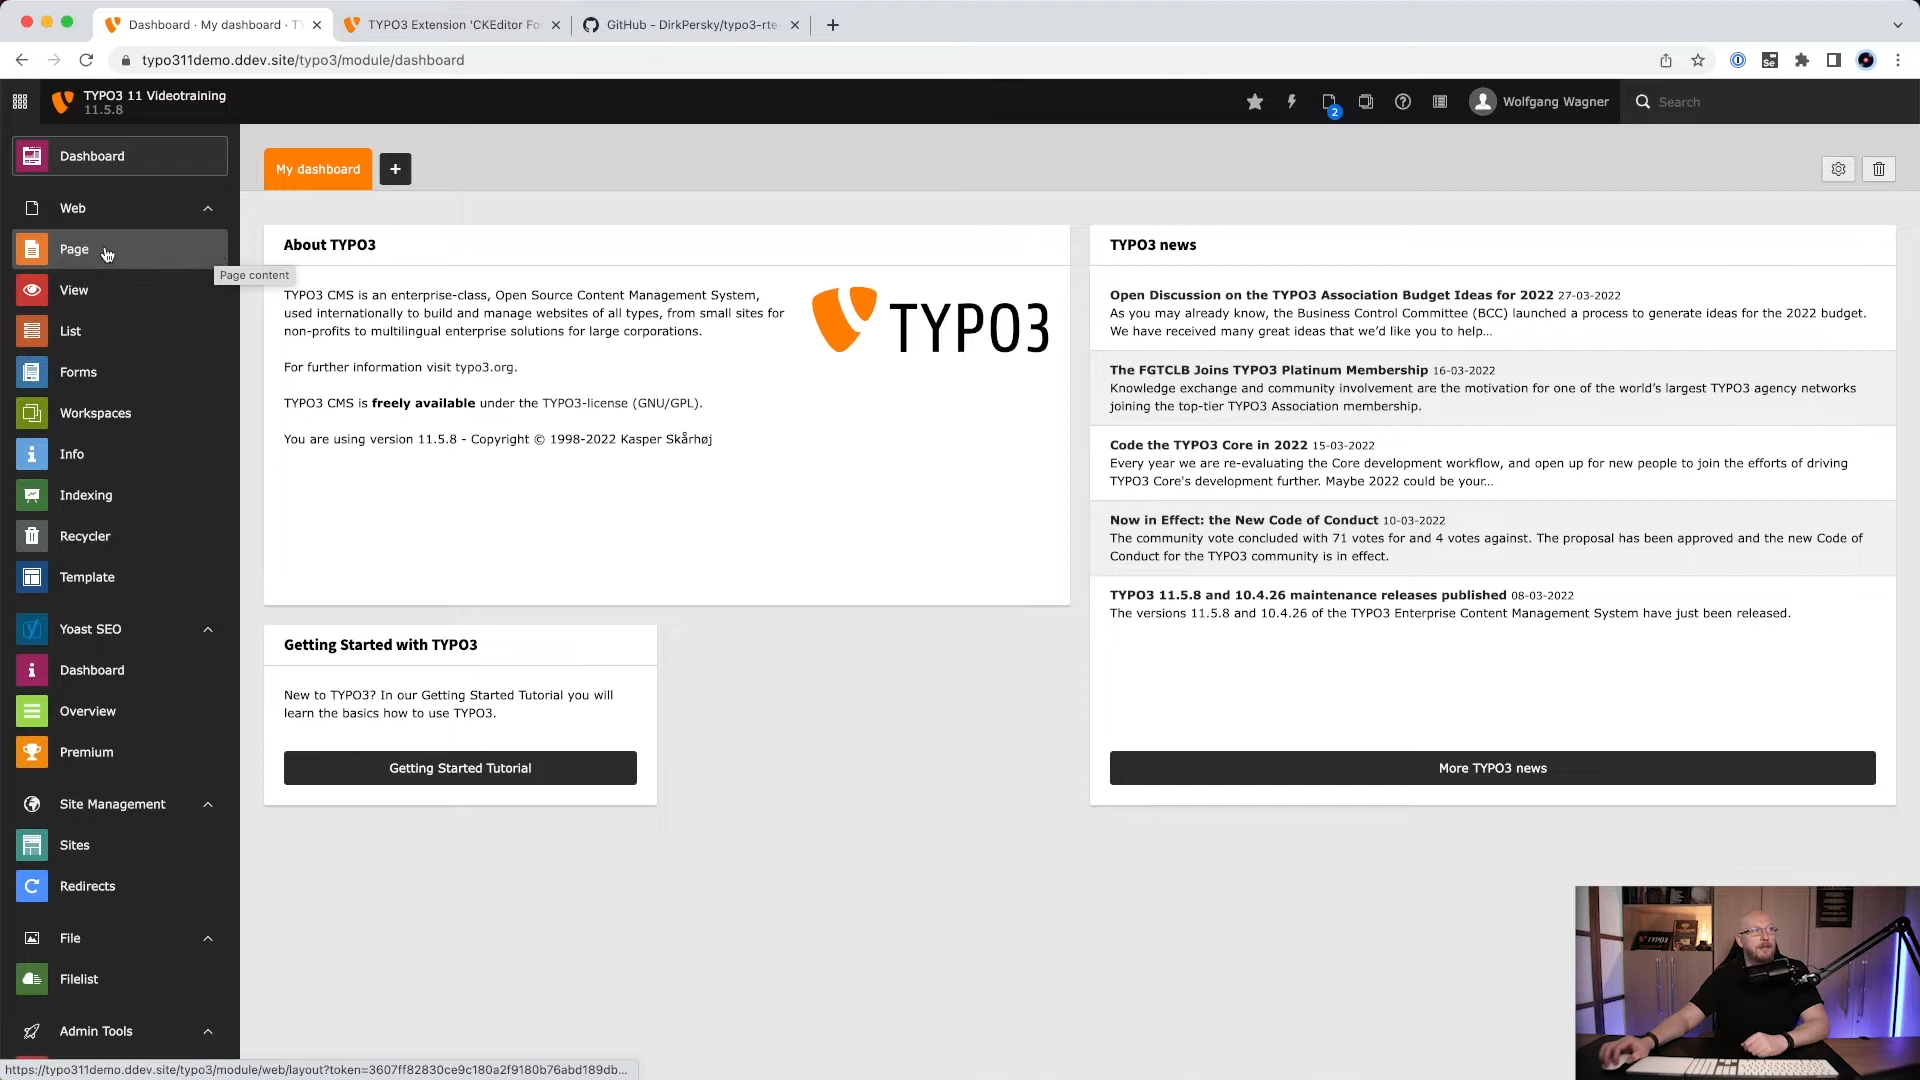 Dashboard · My dashboard · T
TYPO3 Extension 'CKEditor Fo
GitHub - DirkPersky/typo3-rte-
typo311demo.ddev.site/typo3/module/dashboard
TYPO3 11 Videotraining
11.5.8
2
Wolfgang Wagner
Search
Dashboard
Web
Page
Page content
View
List
Forms
Workspaces
Info
Indexing
Recycler
Template
Yoast SEO
Dashboard
Overview
Premium
Site Management
Sites
Redirects
File
Filelist
Admin Tools
My dashboard
+
About TYPO3
TYPO3 CMS is an enterprise-class, Open Source Content Management System,
used internationally to build and manage websites of all types, from small sites for
non-profits to multilingual enterprise solutions for large corporations.
For further information visit typo3.org.
TYPO3 CMS is freely available under the TYPO3-license (GNU/GPL).
You are using version 11.5.8 - Copyright © 1998-2022 Kasper Skårhøj
TYPO3
Getting Started with TYPO3
New to TYPO3? In our Getting Started Tutorial you will
learn the basics how to use TYPO3.
Getting Started Tutorial
TYPO3 news
Open Discussion on the TYPO3 Association Budget Ideas for 2022 27-03-2022
As you may already know, the Business Control Committee (BCC) launched a process to generate ideas for the 2022 budget.
We have received many great ideas that we'd like you to help...
The FGTCLB Joins TYPO3 Platinum Membership 16-03-2022
Knowledge exchange and community involvement are the motivation for one of the world's largest TYPO3 agency networks
joining the top-tier TYPO3 Association membership.
Code the TYPO3 Core in 2022 15-03-2022
Every year we are re-evaluating the Core development workflow, and open up for new people to join the efforts of driving
TYPO3 Core's development further. Maybe 2022 could be your...
Now in Effect: the New Code of Conduct 10-03-2022
The community vote concluded with 71 votes for and 4 votes against. The proposal has been approved and the new Code of
Conduct for the TYPO3 community is in effect.
TYPO3 11.5.8 and 10.4.26 maintenance releases published 08-03-2022
The versions 11.5.8 and 10.4.26 of the TYPO3 Enterprise Content Management System have just been released.
More TYPO3 news
https://typo311demo.ddev.site/typo3/module/web/layout?token=3607ff82830ce9c180a2f9180b76abd189db...